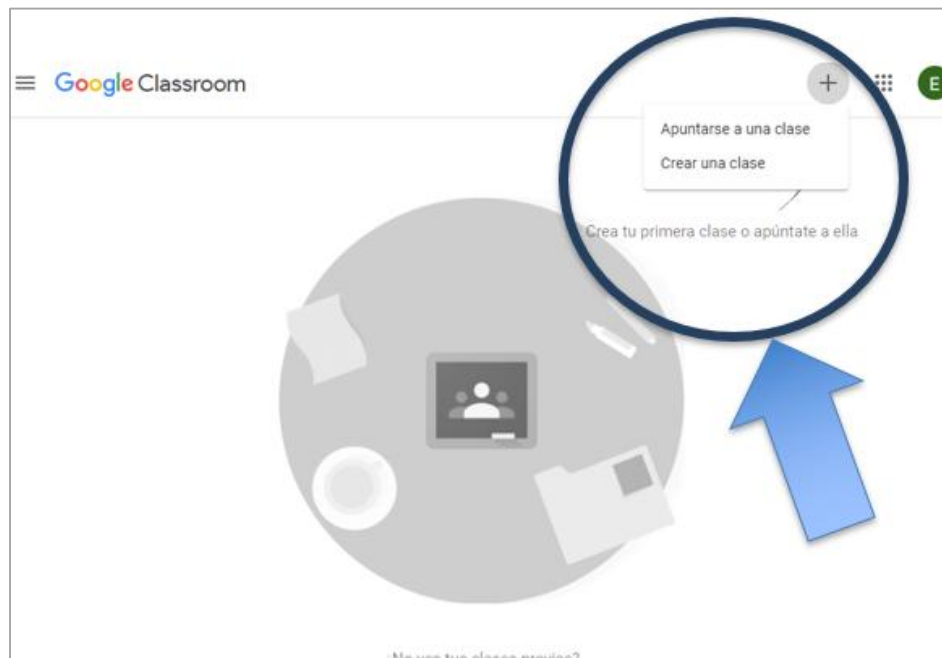 Google Classroom
E
Apuntarse a una clase
Crear una clase
Crea tu primera clase o apúntate a ella